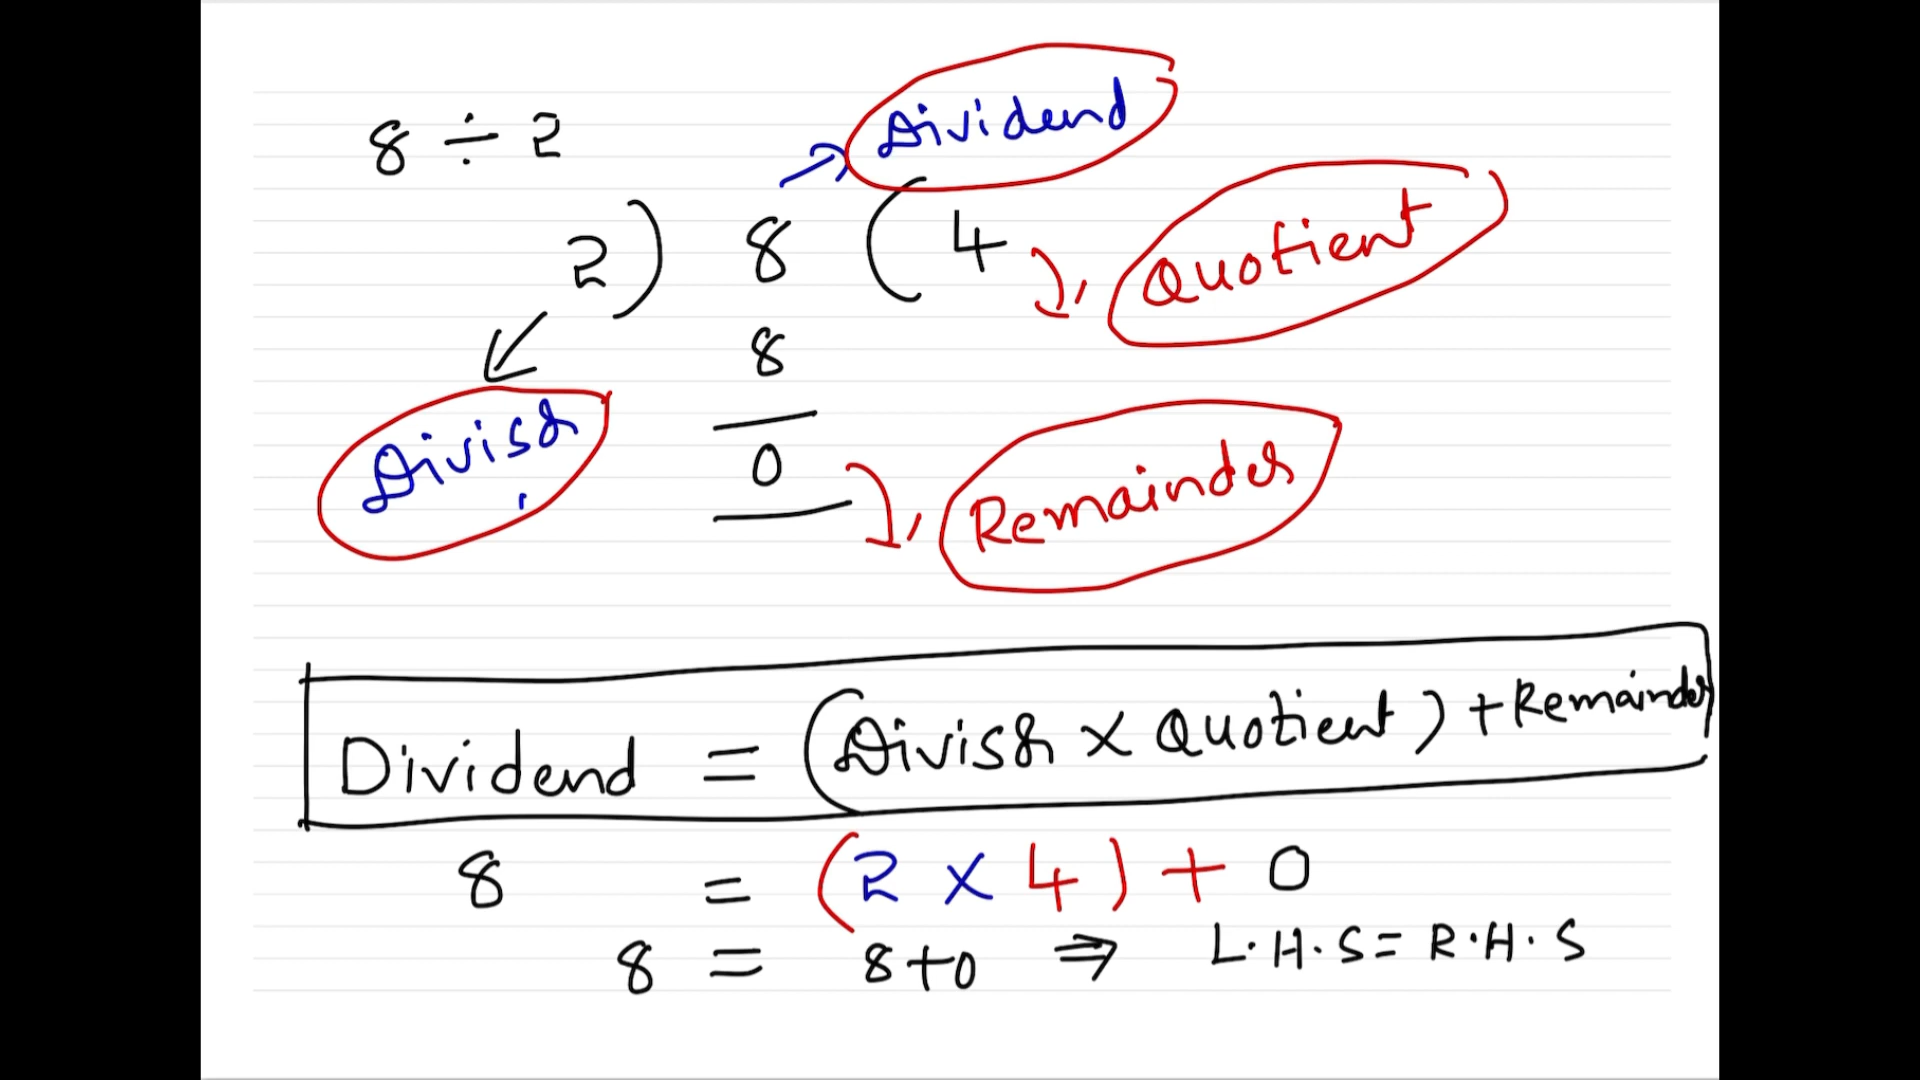 8 ÷ 2
Dividend
2 ) 8 ( 4
Quotient
8
Divisor
0
Remainder
Dividend = (Divisor × Quotient) + Remainder
8 = (2 × 4) + 0
8 = 8+0 ⇒ L.H.S = R.H.S